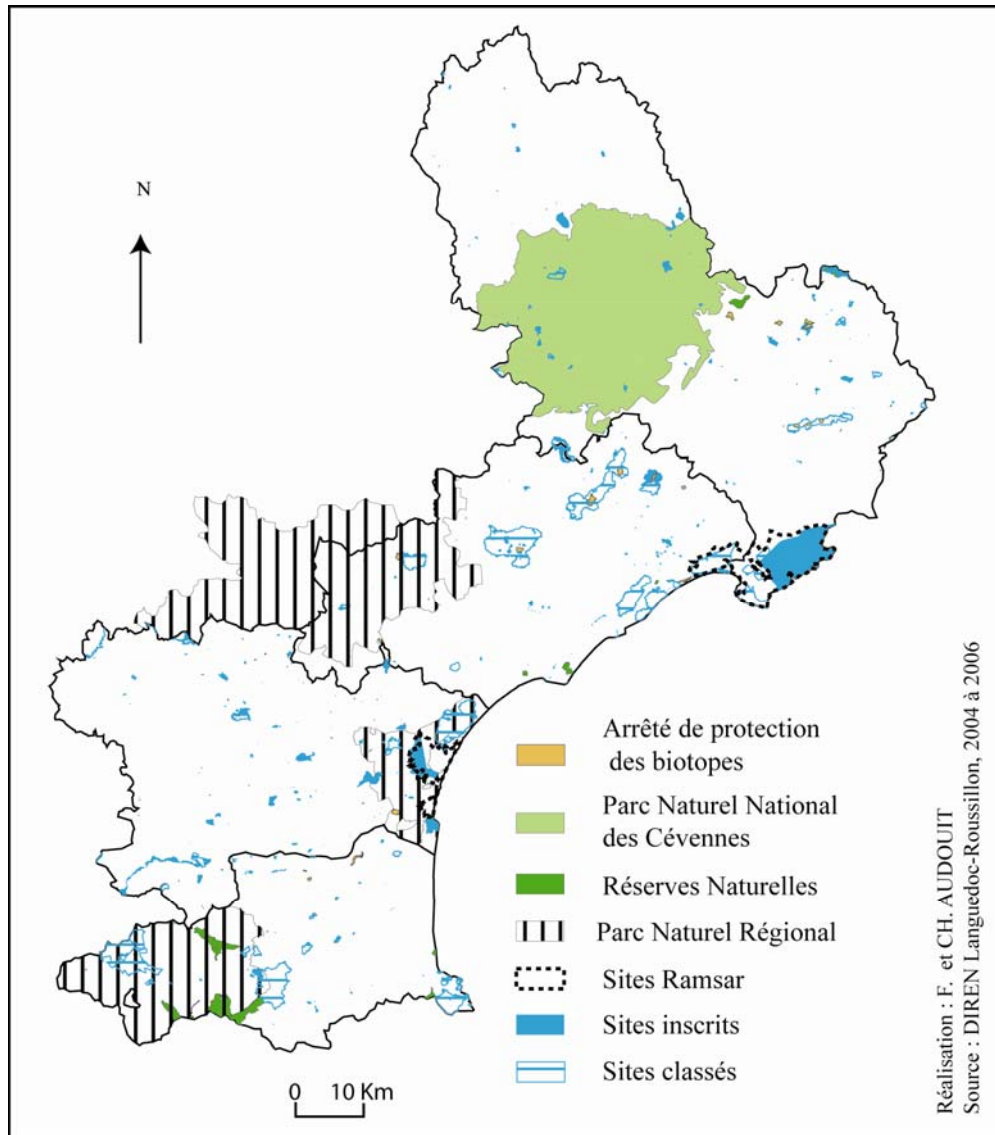 N
Arrêté de protection
des biotopes
Parc Naturel National
des Cévennes
Réserves Naturelles
Parc Naturel Régional
Sites Ramsar
Sites inscrits
Sites classés
0 10 Km
Réalisation : F. et CH. AUDOUIT
Source : DIREN Languedoc-Roussillon, 2004 à 2006